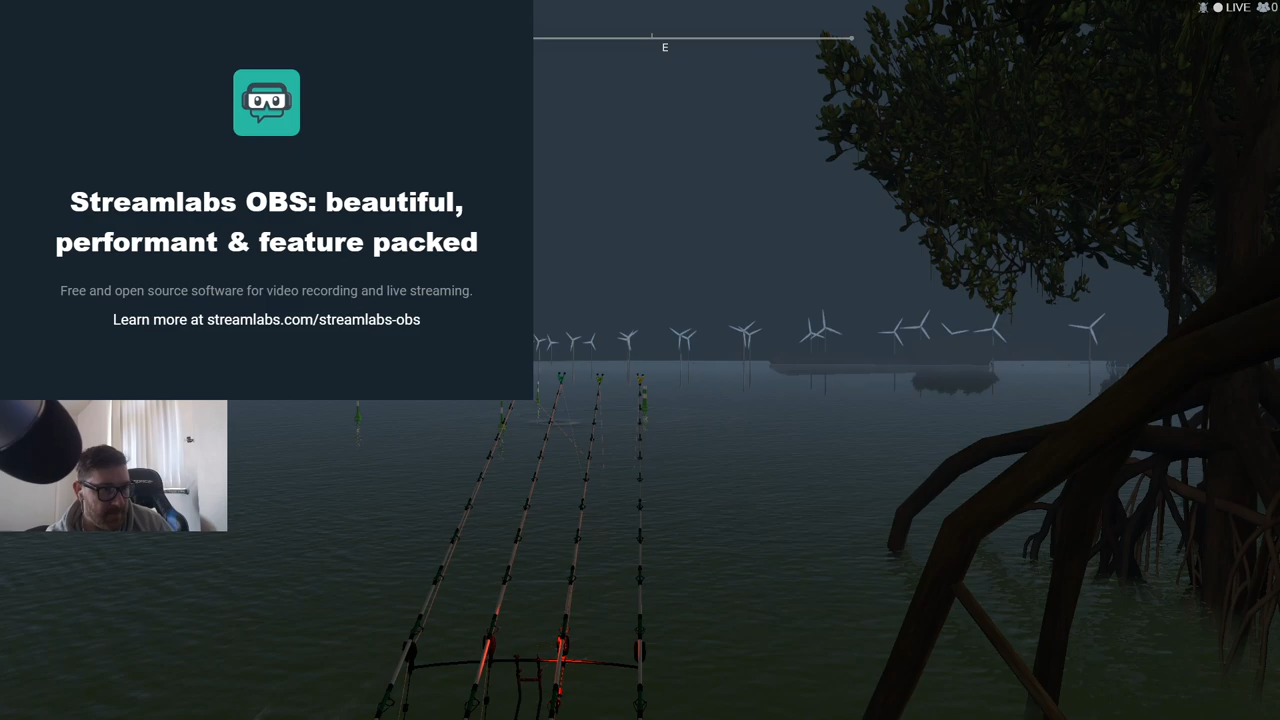 LIVE 0
E
Streamlabs OBS: beautiful,
performant & feature packed
Free and open source software for video recording and live streaming.
Learn more at streamlabs.com/streamlabs-obs